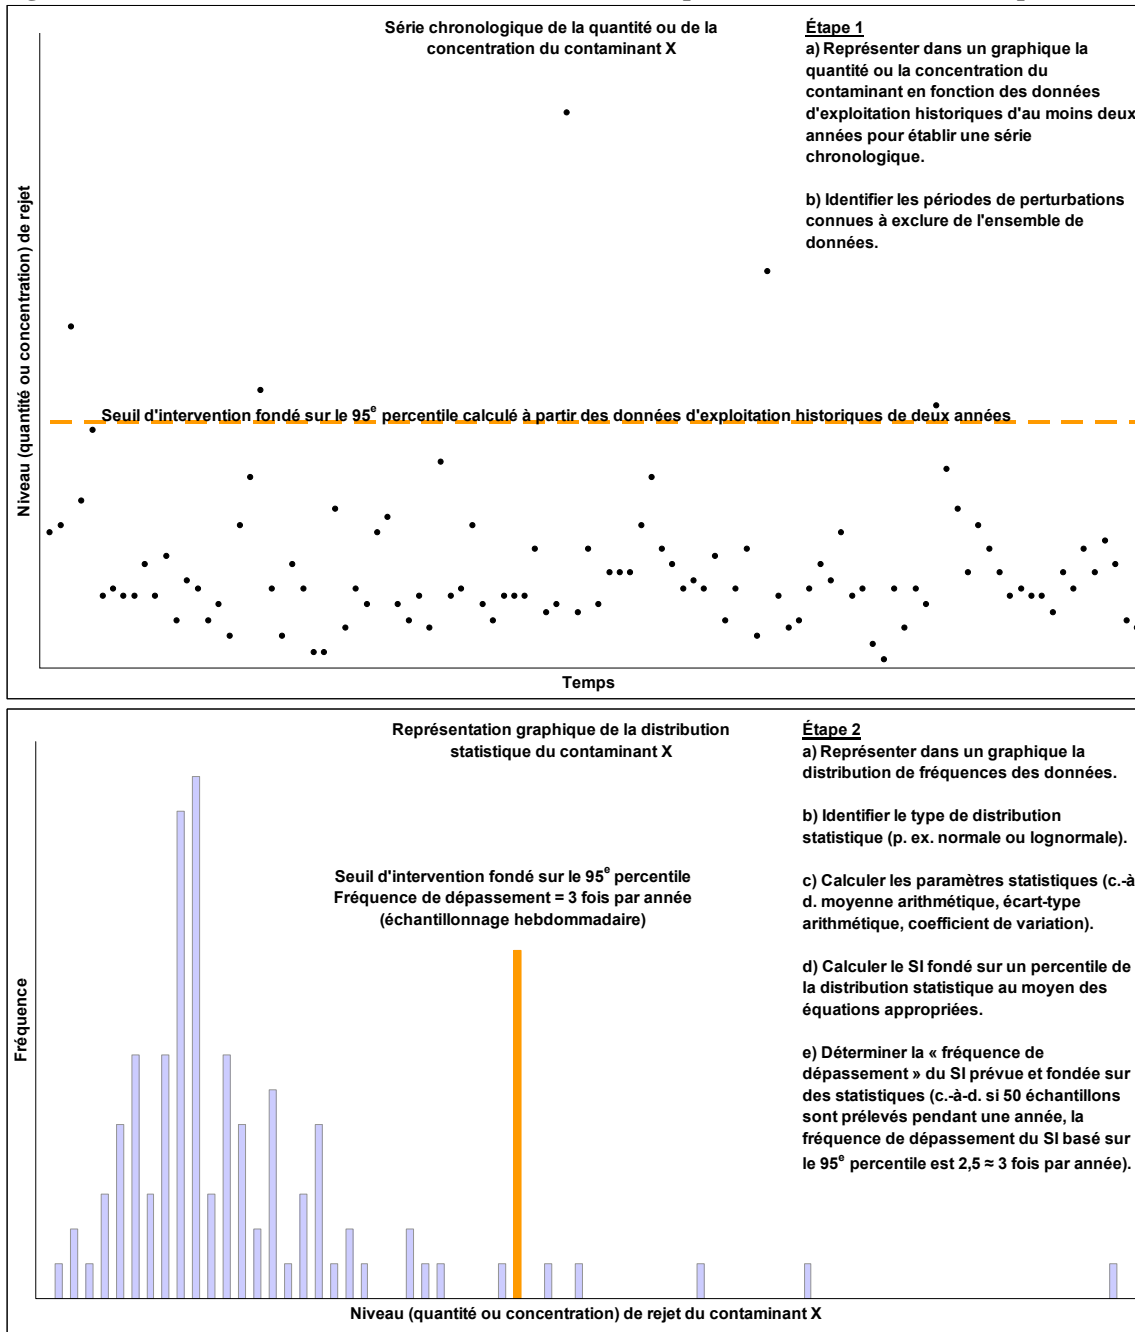 Série chronologique de la quantité ou de la
concentration du contaminant X
Étape 1
a) Représenter dans un graphique la
quantité ou la concentration du
contaminant en fonction des données
d'exploitation historiques d'au moins deux
années pour établir une série
chronologique.
b) Identifier les périodes de perturbations
connues à exclure de l'ensemble de
données.
Niveau (quantité ou concentration) de rejet
Seuil d'intervention fondé sur le 95e percentile calculé à partir des données d'exploitation historiques de deux années
Temps
Représentation graphique de la distribution
statistique du contaminant X
Étape 2
a) Représenter dans un graphique la
distribution de fréquences des données.
b) Identifier le type de distribution
statistique (p. ex. normale ou lognormale).
c) Calculer les paramètres statistiques (c.-à
d. moyenne arithmétique, écart-type
arithmétique, coefficient de variation).
d) Calculer le SI fondé sur un percentile de
la distribution statistique au moyen des
équations appropriées.
e) Déterminer la « fréquence de
dépassement » du SI prévue et fondée sur
des statistiques (c.-à-d. si 50 échantillons
sont prélevés pendant une année, la
fréquence de dépassement du SI basé sur
le 95e percentile est 2,5 ≈ 3 fois par année).
Seuil d'intervention fondé sur le 95e percentile
Fréquence de dépassement = 3 fois par année
(échantillonnage hebdommadaire)
Fréquence
Niveau (quantité ou concentration) de rejet du contaminant X